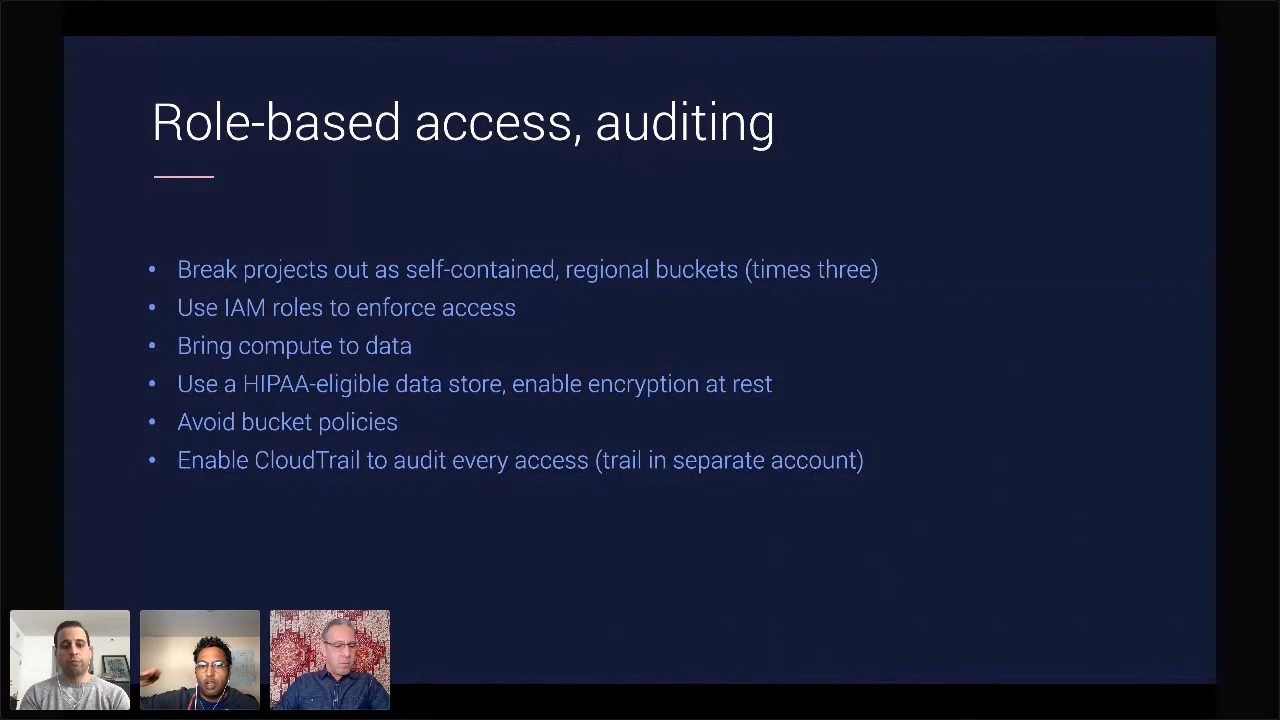 Role-based access, auditing
• Break projects out as self-contained, regional buckets (times three)
• Use IAM roles to enforce access
• Bring compute to data
• Use a HIPAA-eligible data store, enable encryption at rest
• Avoid bucket policies
• Enable CloudTrail to audit every access (trail in separate account)